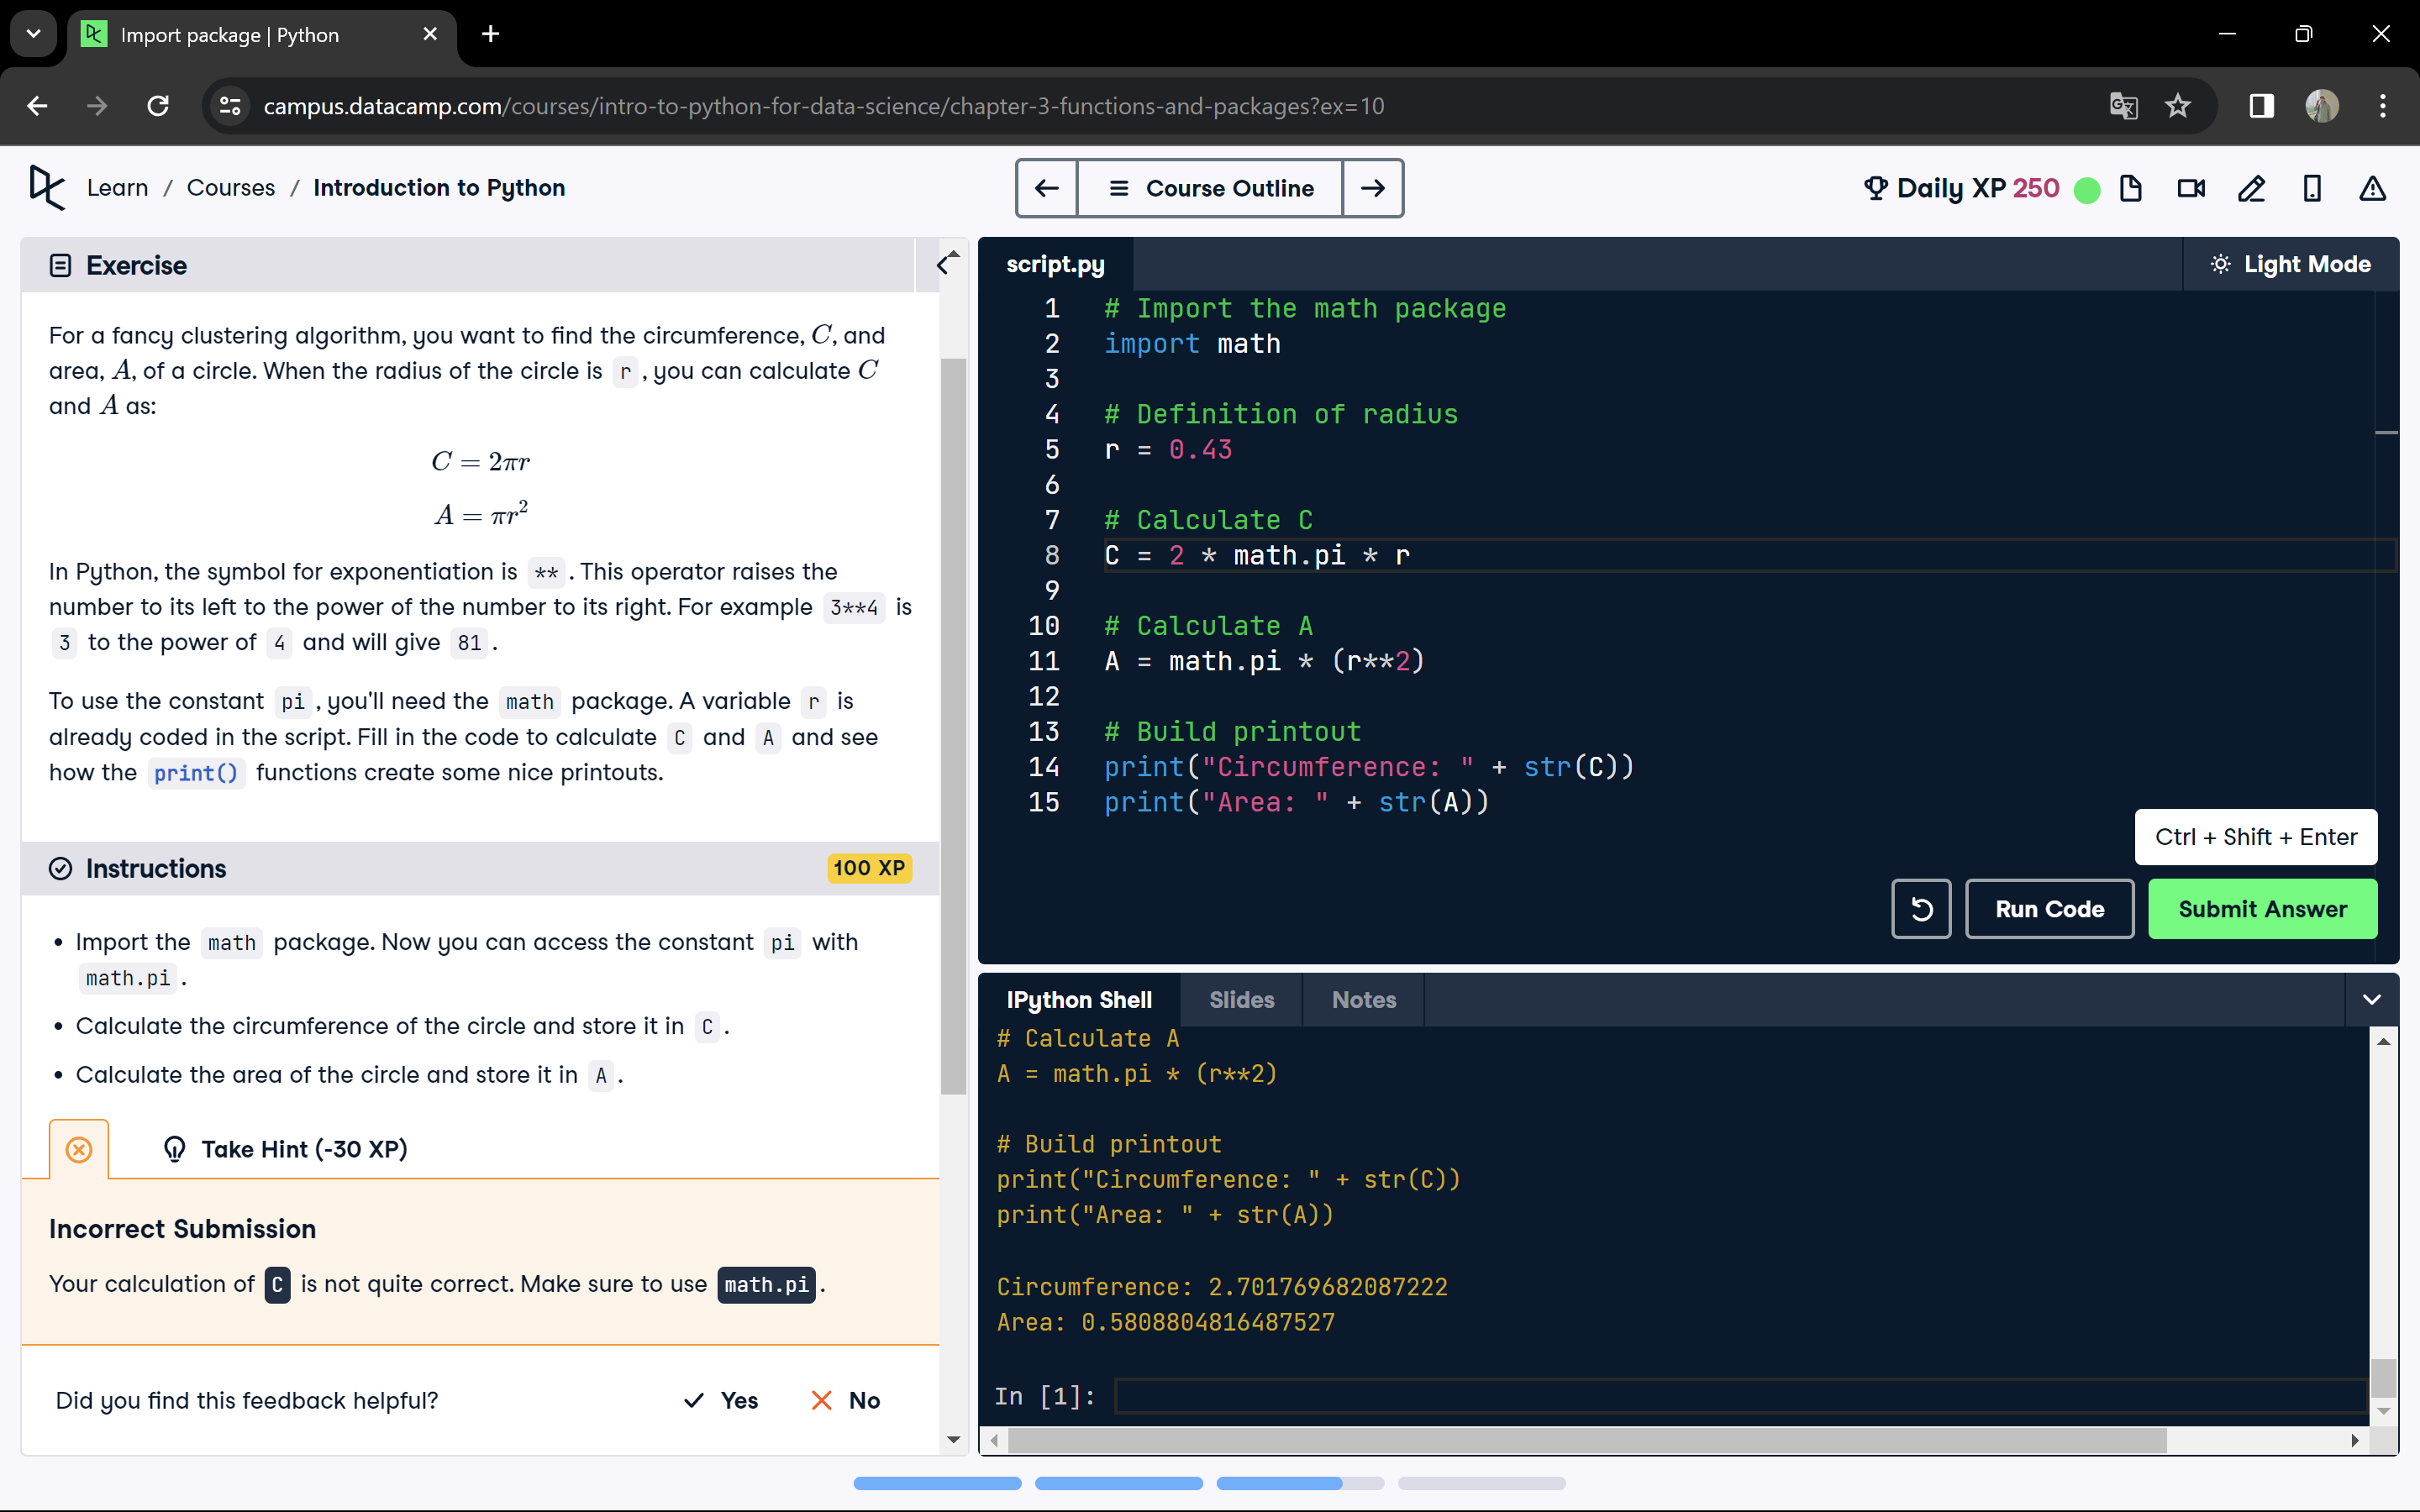 Import package | Python
campus.datacamp.com/courses/intro-to-python-for-data-science/chapter-3-functions-and-packages?ex=10
Learn / Courses / Introduction to Python
Course Outline
Daily XP 250
Exercise
For a fancy clustering algorithm, you want to find the circumference, C, and
area, A, of a circle. When the radius of the circle is r, you can calculate C
and A as:
C = 2πr
A = πr²
In Python, the symbol for exponentiation is **. This operator raises the
number to its left to the power of the number to its right. For example 3**4 is
3 to the power of 4 and will give 81.
To use the constant pi, you'll need the math package. A variable r is
already coded in the script. Fill in the code to calculate C and A and see
how the print() functions create some nice printouts.
Instructions
100 XP
• Import the math package. Now you can access the constant pi with
math.pi.
• Calculate the circumference of the circle and store it in C.
• Calculate the area of the circle and store it in A.
Take Hint (-30 XP)
Incorrect Submission
Your calculation of C is not quite correct. Make sure to use math.pi.
Did you find this feedback helpful?
Yes
No
script.py
Light Mode
1 # Import the math package
2 import math
3
4 # Definition of radius
5 r = 0.43
6
7 # Calculate C
8 C = 2 * math.pi * r
9
10 # Calculate A
11 A = math.pi * (r**2)
12
13 # Build printout
14 print("Circumference: " + str(C))
15 print("Area: " + str(A))
Ctrl + Shift + Enter
Run Code
Submit Answer
IPython Shell
Slides
Notes
# Calculate A
A = math.pi * (r**2)
# Build printout
print("Circumference: " + str(C))
print("Area: " + str(A))
Circumference: 2.701769682087222
Area: 0.5808804816487527
In [1]: